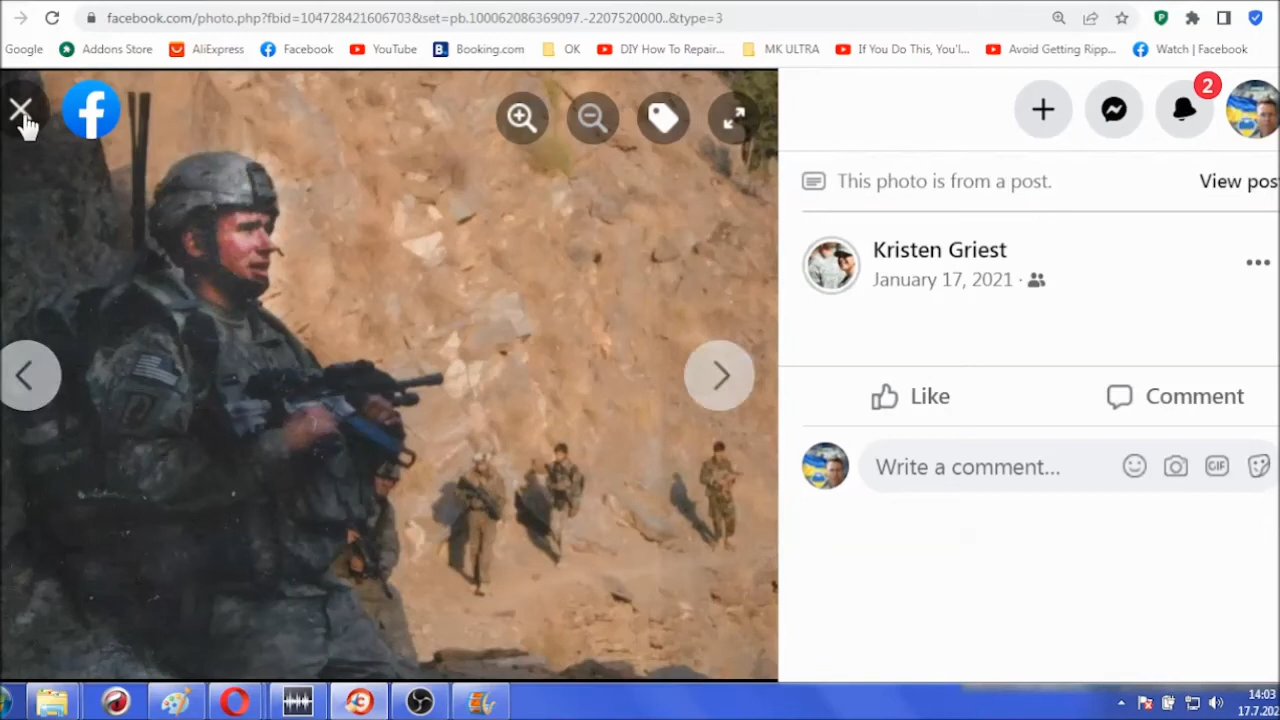 facebook.com/photo.php?fbid=104728421606703&set=pb.100062086369097.-2207520000..&type=3
Google Addons Store AliExpress Facebook YouTube B. Booking.com OK DIY How To Repair... MK ULTRA If You Do This, You'l... Avoid Getting Ripp... Watch | Facebook
2
This photo is from a post. View pos
Kristen Griest
January 17, 2021 ·
Like Comment
Write a comment... GIF
14:03
17.7.202